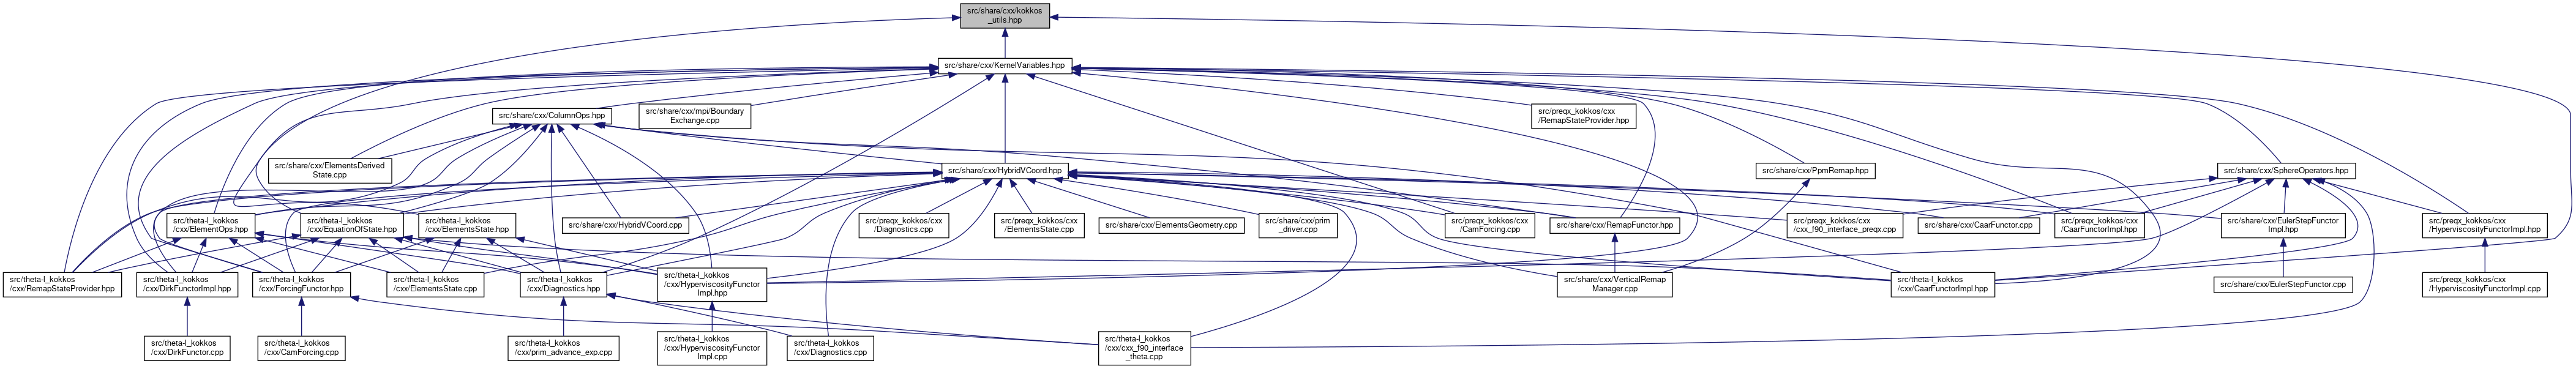 src/share/cxx/kokkos
_utils.hpp
src/share/cxx/KernelVariables.hpp
src/share/cxx/ColumnOps.hpp
src/share/cxx/mpi/Boundary
Exchange.cpp
src/preqx_kokkos/cxx
/RemapStateProvider.hpp
src/share/cxx/ElementsDerived
State.cpp
src/share/cxx/HybridVCoord.hpp
src/share/cxx/PpmRemap.hpp
src/share/cxx/SphereOperators.hpp
src/theta-l_kokkos
/cxx/ElementOps.hpp
src/theta-l_kokkos
/cxx/EquationOfState.hpp
src/theta-l_kokkos
/cxx/ElementsState.hpp
src/share/cxx/HybridVCoord.cpp
src/preqx_kokkos/cxx
/Diagnostics.cpp
src/preqx_kokkos/cxx
/ElementsState.cpp
src/share/cxx/ElementsGeometry.cpp
src/share/cxx/prim
_driver.cpp
src/preqx_kokkos/cxx
/CamForcing.cpp
src/share/cxx/RemapFunctor.hpp
src/preqx_kokkos/cxx
/cxx_f90_interface_preqx.cpp
src/share/cxx/CaarFunctor.cpp
src/preqx_kokkos/cxx
/CaarFunctorImpl.hpp
src/share/cxx/EulerStepFunctor
Impl.hpp
src/preqx_kokkos/cxx
/HyperviscosityFunctorImpl.hpp
src/theta-l_kokkos
/cxx/RemapStateProvider.hpp
src/theta-l_kokkos
/cxx/DirkFunctorImpl.hpp
src/theta-l_kokkos
/cxx/ForcingFunctor.hpp
src/theta-l_kokkos
/cxx/ElementsState.cpp
src/theta-l_kokkos
/cxx/Diagnostics.hpp
src/theta-l_kokkos
/cxx/HyperviscosityFunctor
Impl.hpp
src/share/cxx/VerticalRemap
Manager.cpp
src/theta-l_kokkos
/cxx/CaarFunctorImpl.hpp
src/share/cxx/EulerStepFunctor.cpp
src/preqx_kokkos/cxx
/HyperviscosityFunctorImpl.cpp
src/theta-l_kokkos
/cxx/DirkFunctor.cpp
src/theta-l_kokkos
/cxx/CamForcing.cpp
src/theta-l_kokkos
/cxx/prim_advance_exp.cpp
src/theta-l_kokkos
/cxx/HyperviscosityFunctor
Impl.cpp
src/theta-l_kokkos
/cxx/Diagnostics.cpp
src/theta-l_kokkos
/cxx/cxx_f90_interface
_theta.cpp